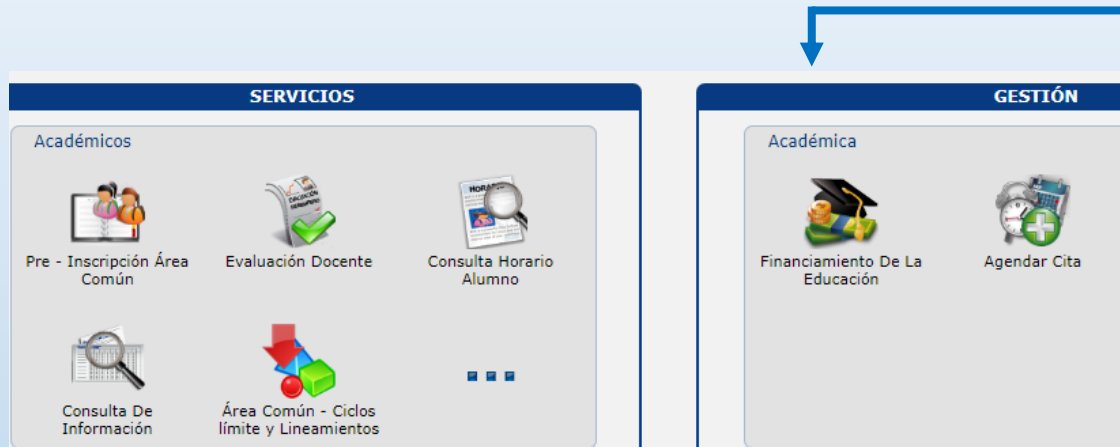 SERVICIOS
Académicos
Pre - Inscripción Área
Común
Evaluación Docente
Consulta Horario
Alumno
Consulta De
Información
Área Común - Ciclos
límite y Lineamientos
GESTIÓN
Académica
Financiamiento De La
Educación
Agendar Cita